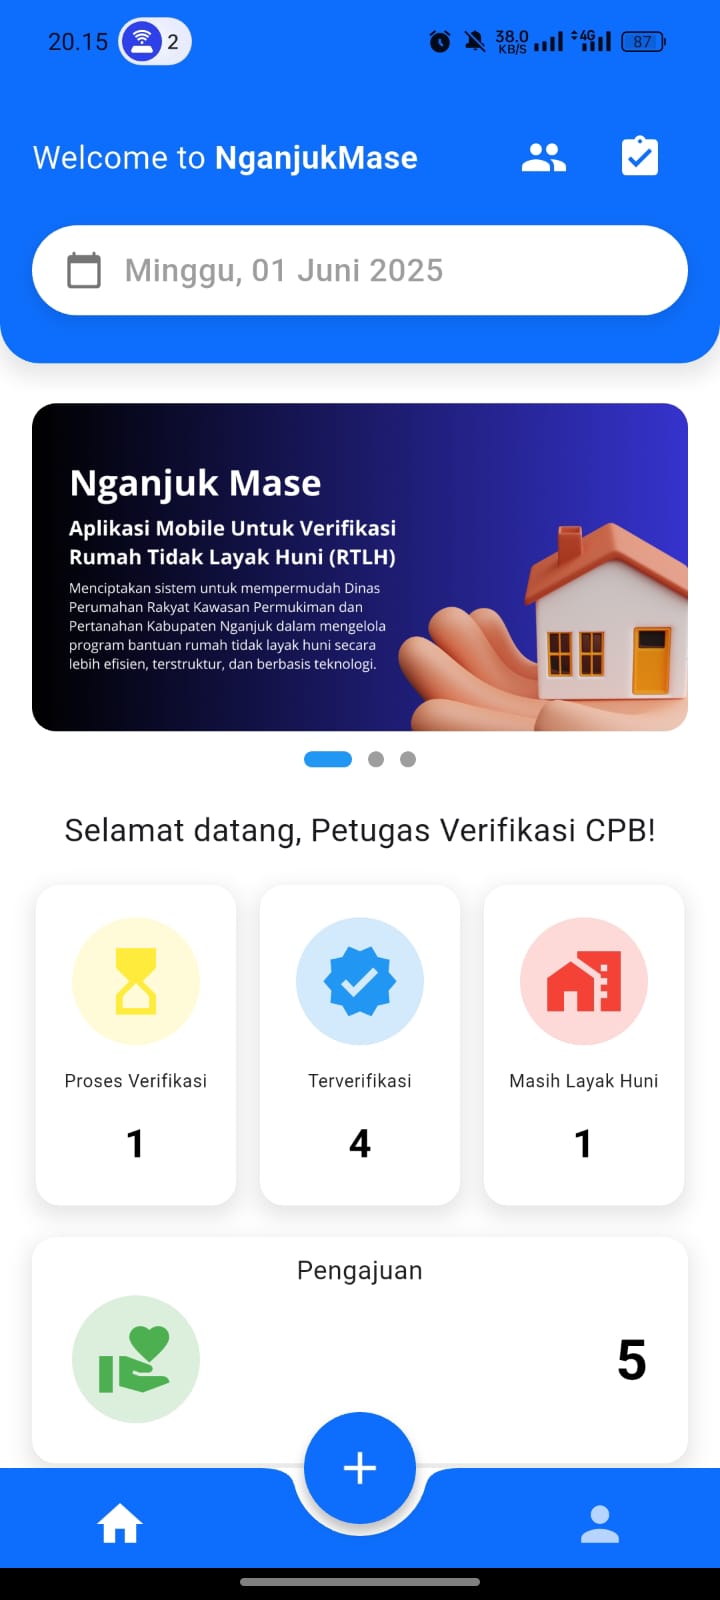 20.15
2
38.0
KB/S
4G
87
Welcome to NganjukMase
Minggu, 01 Juni 2025
Nganjuk Mase
Aplikasi Mobile Untuk Verifikasi
Rumah Tidak Layak Huni (RTLH)
Menciptakan sistem untuk mempermudah Dinas
Perumahan Rakyat Kawasan Permukiman dan
Pertanahan Kabupaten Nganjuk dalam mengelola
program bantuan rumah tidak layak huni secara
lebih efisien, terstruktur, dan berbasis teknologi.
Selamat datang, Petugas Verifikasi CPB!
Proses Verifikasi
1
Terverifikasi
4
Masih Layak Huni
1
Pengajuan
5